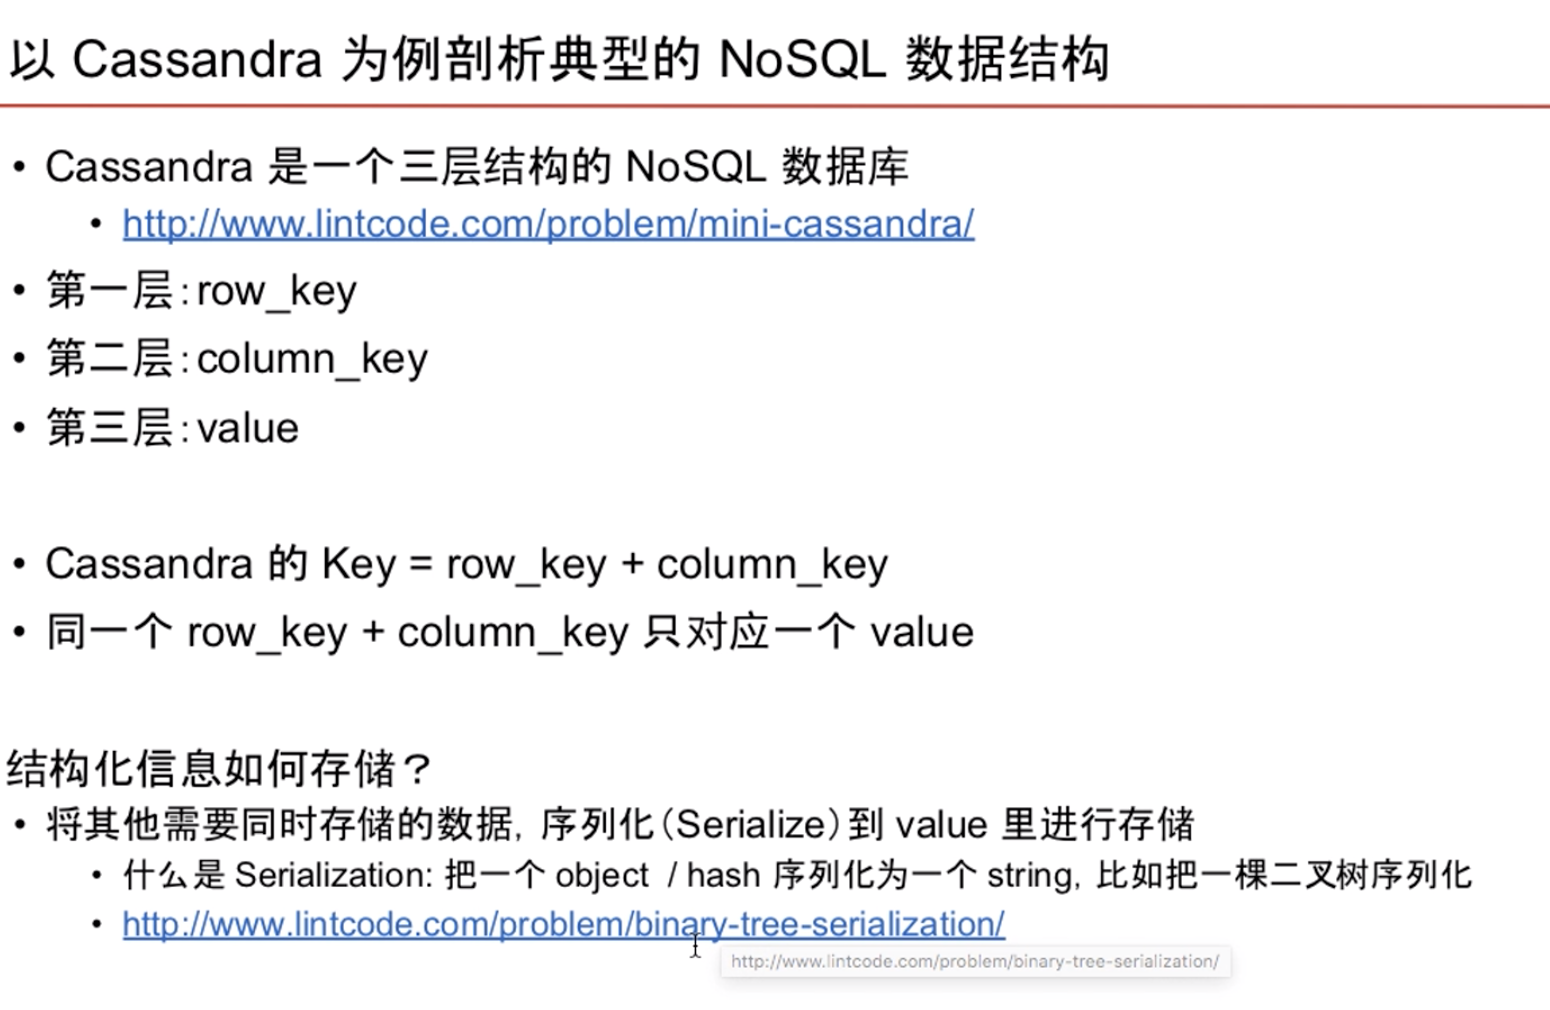 以 Cassandra 为例剖析典型的 NoSQL 数据结构
• Cassandra 是一个三层结构的 NoSQL 数据库
• http://www.lintcode.com/problem/mini-cassandra/
• 第一层:row_key
• 第二层:column_key
• 第三层:value
• Cassandra 的 Key = row_key + column_key
• 同一个 row_key + column_key 只对应一个 value
结构化信息如何存储？
• 将其他需要同时存储的数据，序列化（Serialize）到 value 里进行存储
• 什么是 Serialization: 把一个 object / hash 序列化为一个 string，比如把一棵二叉树序列化
• http://www.lintcode.com/problem/binary-tree-serialization/
http://www.lintcode.com/problem/binary-tree-serialization/